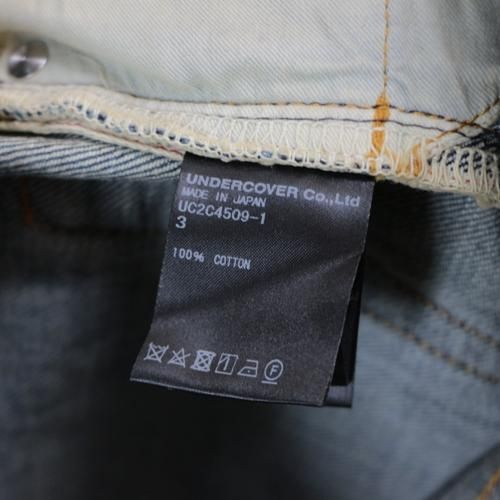 UNDERCOVER Co.,Ltd
MADE IN JAPAN
UC2C4509-1
3
100% COTTON
F